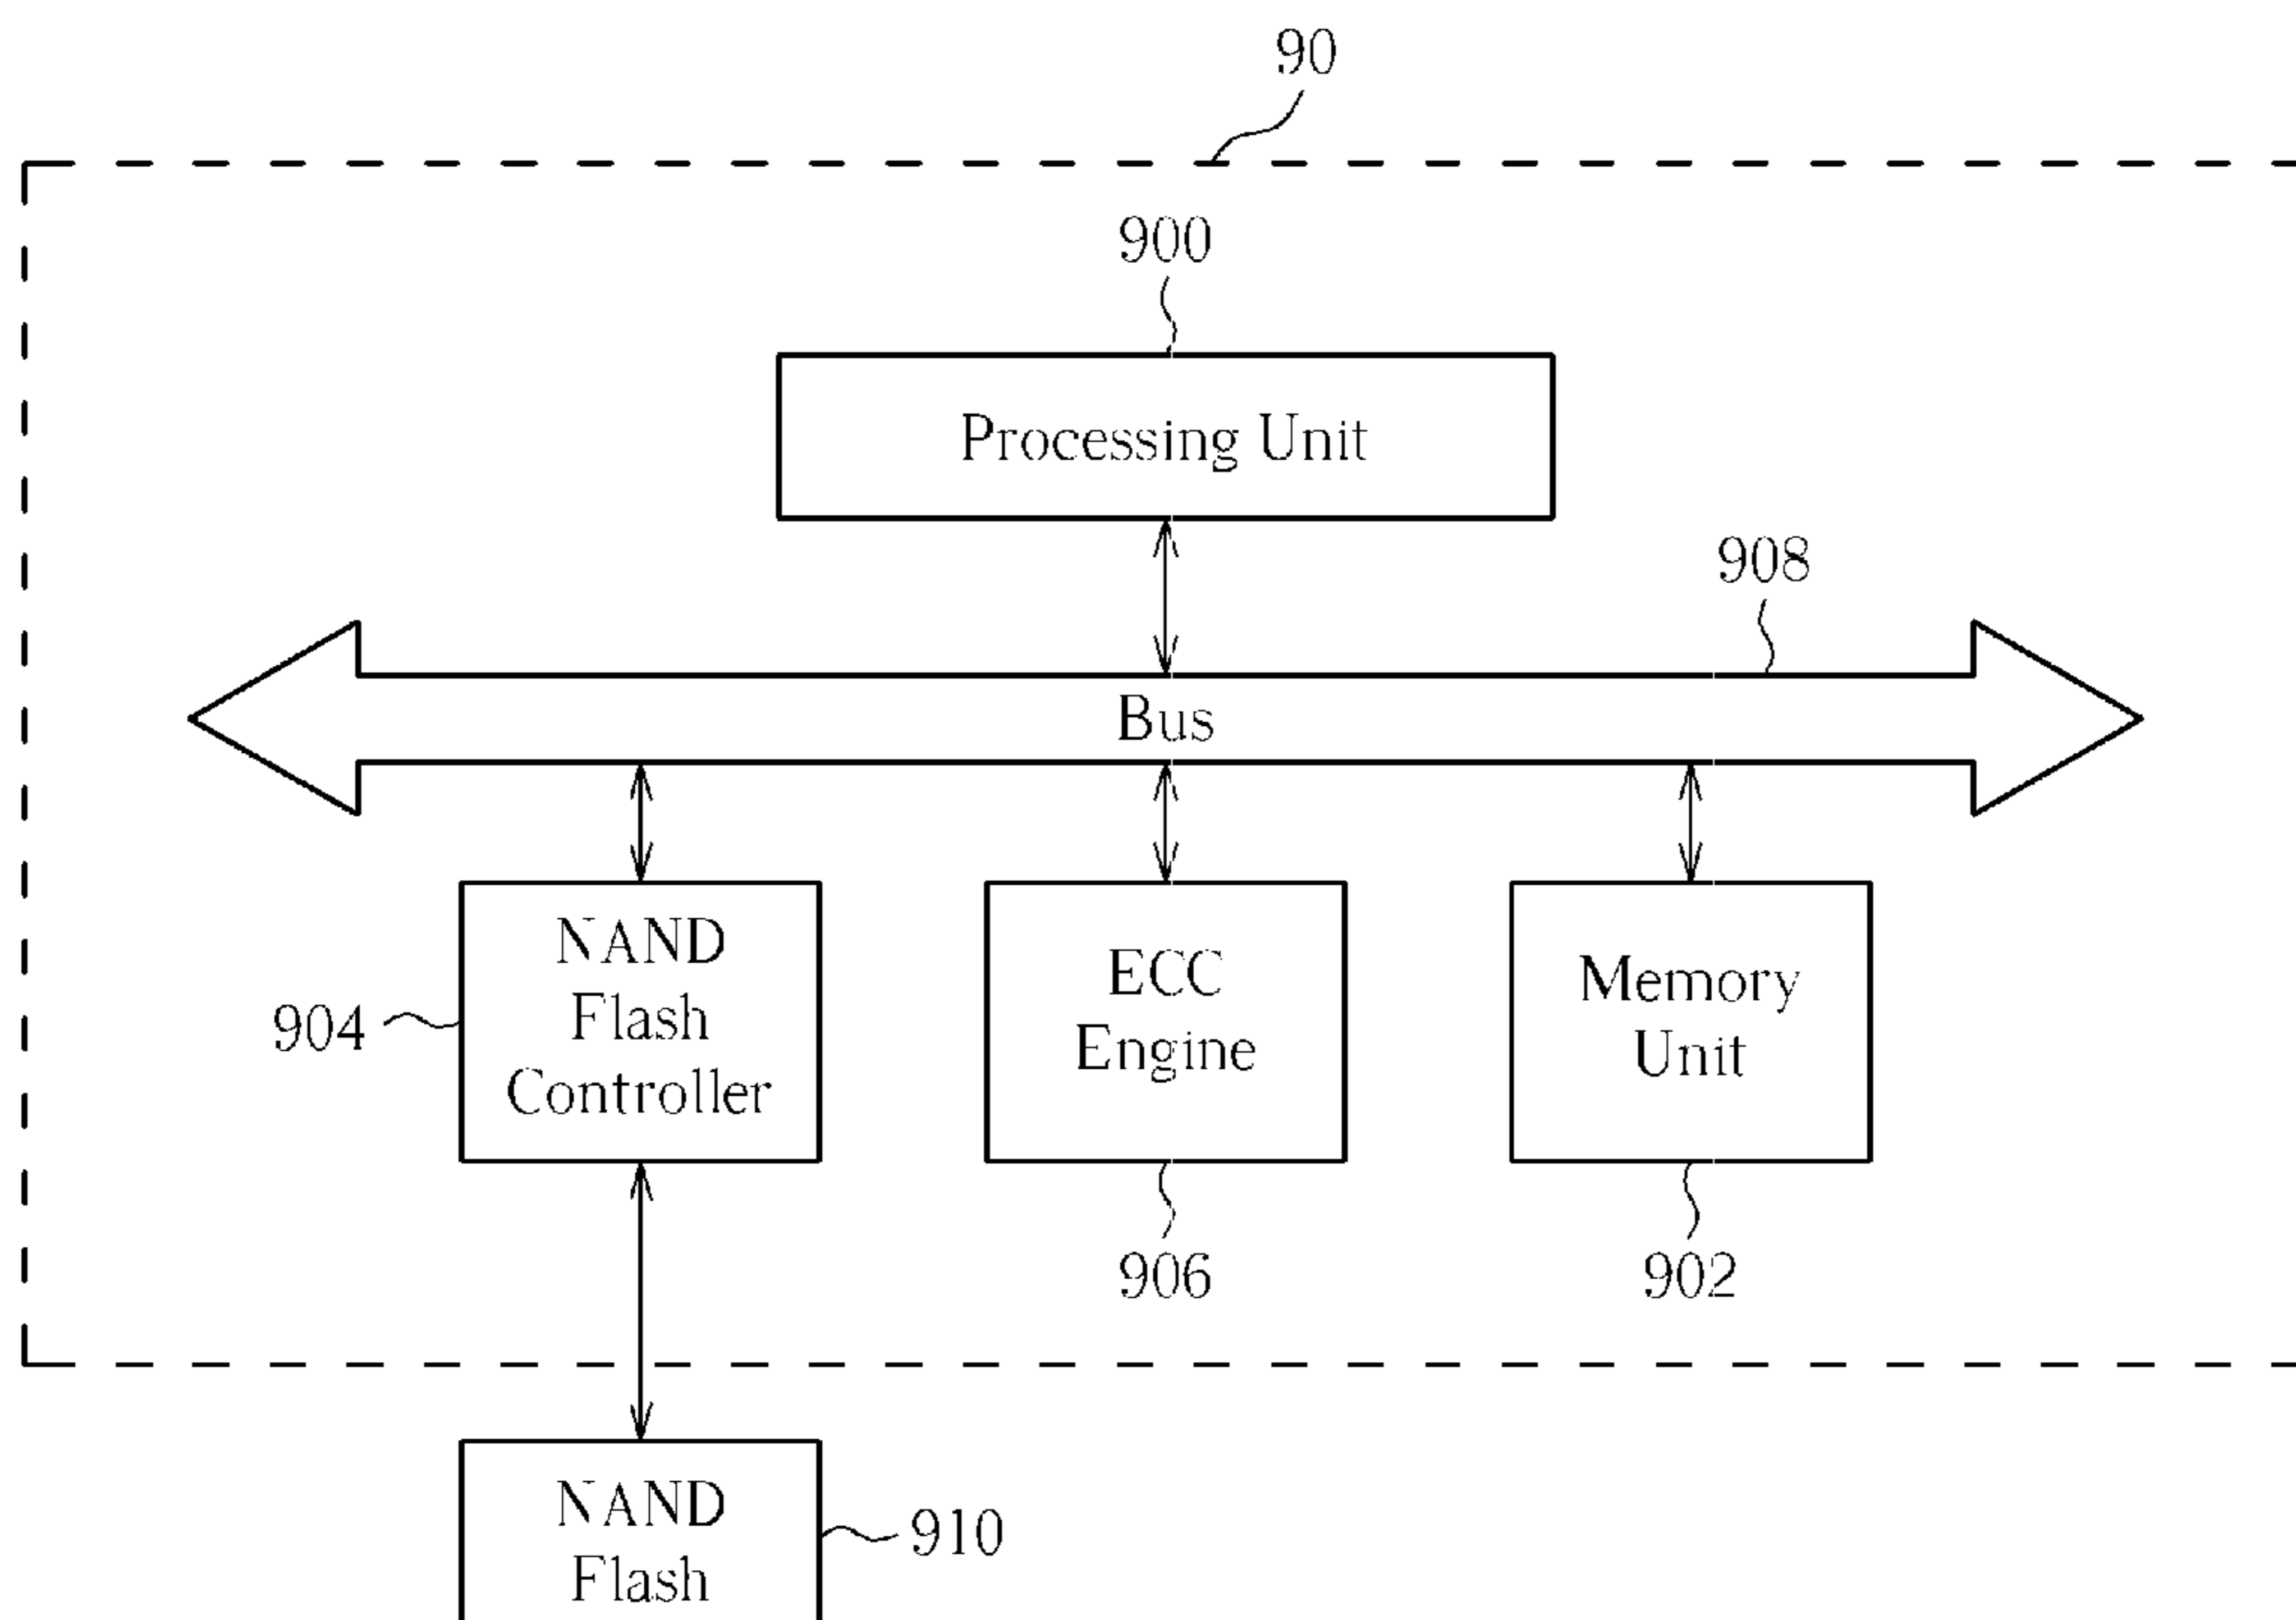 90
900
Processing Unit
908
Bus
NAND
Flash
Controller
904
ECC
Engine
Memory
Unit
906
902
NAND
Flash
910